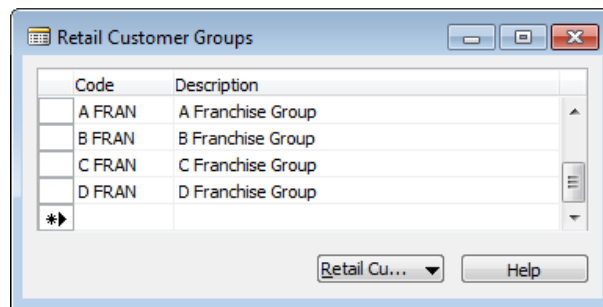 Retail Customer Groups
Code Description
A FRAN A Franchise Group
B FRAN B Franchise Group
C FRAN C Franchise Group
D FRAN D Franchise Group
Retail Cu... Help